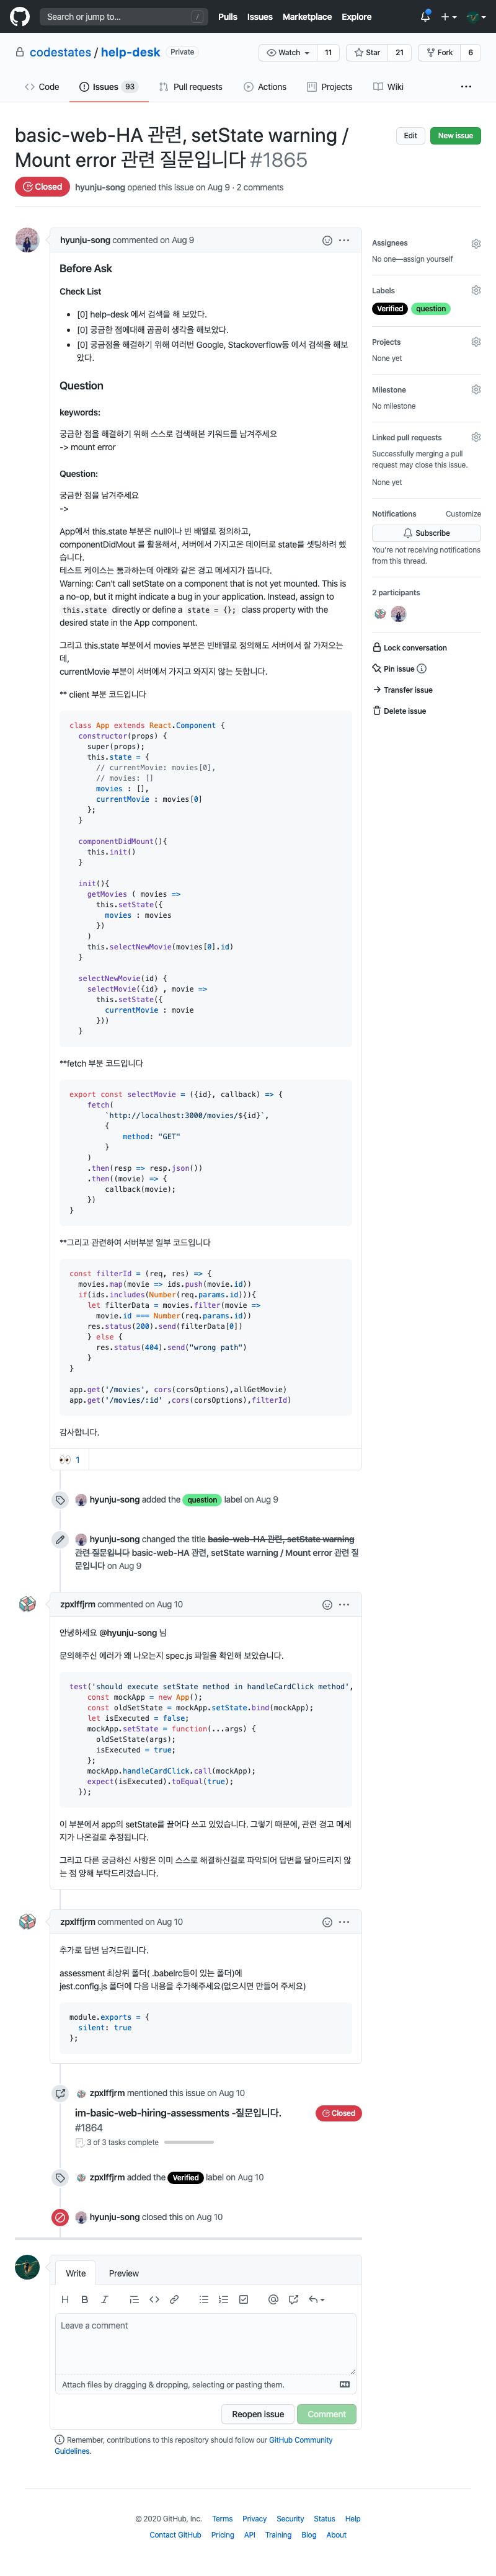 Search or jump to... /
Pulls Issues Marketplace Explore
codestates / help-desk Private
Watch 11 Star 21 Fork 6
Code Issues 93 Pull requests Actions Projects Wiki ...
basic-web-HA 관련, setState warning /
Mount error 관련 질문입니다 #1865
Edit New issue
Closed hyunju-song opened this issue on Aug 9 · 2 comments
hyunju-song commented on Aug 9
Before Ask
Check List
• [0] help-desk 에서 검색을 해 보았다.
• [0] 궁금한 점에대해 곰곰히 생각을 해보았다.
• [0] 궁금점을 해결하기 위해 여러번 Google, Stackoverflow등 에서 검색을 해보
았다.
Question
keywords:
궁금한 점을 해결하기 위해 스스로 검색해본 키워드를 남겨주세요
-> mount error
Question:
궁금한 점을 남겨주세요
->
App에서 this.state 부분은 null이나 빈 배열로 정의하고,
componentDidMout 를 활용해서, 서버에서 가지고온 데이터로 state를 셋팅하려 했
습니다.
테스트 케이스는 통과하는데 아래와 같은 경고 메세지가 뜹니다.
Warning: Can't call setState on a component that is not yet mounted. This is
a no-op, but it might indicate a bug in your application. Instead, assign to
this.state directly or define a state = {}; class property with the
desired state in the App component.
그리고 this.state 부분에서 movies 부분은 빈배열로 정의해도 서버에서 잘 가져오는
데,
currentMovie 부분이 서버에서 가지고 와지지 않는 듯합니다.
** client 부분 코드입니다
class App extends React.Component {
constructor(props) {
super(props);
this.state = {
// currentMovie: movies[0],
// movies: []
movies : [],
currentMovie : movies[0]
};
}
componentDidMount(){
this.init()
}
init(){
getMovies ( movies =>
this.setState({
movies : movies
})
)
this.selectNewMovie(movies[0].id)
}
selectNewMovie(id) {
selectMovie({id} , movie =>
this.setState({
currentMovie : movie
}))
}
**fetch 부분 코드입니다
export const selectMovie = ({id}, callback) => {
fetch(
`http://localhost:3000/movies/${id}`,
{
method: "GET"
}
)
.then(resp => resp.json())
.then((movie) => {
callback(movie);
})
}
**그리고 관련하여 서버부분 일부 코드입니다
const filterId = (req, res) => {
movies.map(movie => ids.push(movie.id))
if(ids.includes(Number(req.params.id))){
let filterData = movies.filter(movie =>
movie.id === Number(req.params.id))
res.status(200).send(filterData[0])
} else {
res.status(404).send("wrong path")
}
}
app.get('/movies', cors(corsOptions),allGetMovie)
app.get('/movies/:id' ,cors(corsOptions),filterId)
감사합니다.
👀 1
hyunju-song added the question label on Aug 9
hyunju-song changed the title basic-web-HA 관련, setState warning
관련 질문입니다 basic-web-HA 관련, setState warning / Mount error 관련 질
문입니다 on Aug 9
zpxlffjrm commented on Aug 10
안녕하세요 @hyunju-song 님
문의해주신 에러가 왜 나오는지 spec.js 파일을 확인해 보았습니다.
test('should execute setState method in handleCardClick method',
const mockApp = new App();
const oldSetState = mockApp.setState.bind(mockApp);
let isExecuted = false;
mockApp.setState = function(...args) {
oldSetState(args);
isExecuted = true;
};
mockApp.handleCardClick.call(mockApp);
expect(isExecuted).toEqual(true);
});
이 부분에서 app의 setState를 끌어다 쓰고 있었습니다. 그렇기 때문에, 관련 경고 메세
지가 나온걸로 추정됩니다.
그리고 다른 궁금하신 사항은 이미 스스로 해결하신걸로 파악되어 답변을 달아드리지 않
는 점 양해 부탁드리겠습니다.
zpxlffjrm commented on Aug 10
추가로 답변 남겨드립니다.
assessment 최상위 폴더( .babelrc등이 있는 폴더)에
jest.config.js 폴더에 다음 내용을 추가해주세요(없으시면 만들어 주세요)
module.exports = {
silent: true
};
zpxlffjrm mentioned this issue on Aug 10
im-basic-web-hiring-assessments -질문입니다.
#1864
Closed
3 of 3 tasks complete
zpxlffjrm added the Verified label on Aug 10
hyunju-song closed this on Aug 10
Write Preview
H B I
Leave a comment
Attach files by dragging & dropping, selecting or pasting them.
Reopen issue Comment
Remember, contributions to this repository should follow our GitHub Community
Guidelines.
Assignees
No one—assign yourself
Labels
Verified question
Projects
None yet
Milestone
No milestone
Linked pull requests
Successfully merging a pull
request may close this issue.
None yet
Notifications Customize
Subscribe
You're not receiving notifications
from this thread.
2 participants
Lock conversation
Pin issue
Transfer issue
Delete issue
© 2020 GitHub, Inc. Terms Privacy Security Status Help
Contact GitHub Pricing API Training Blog About